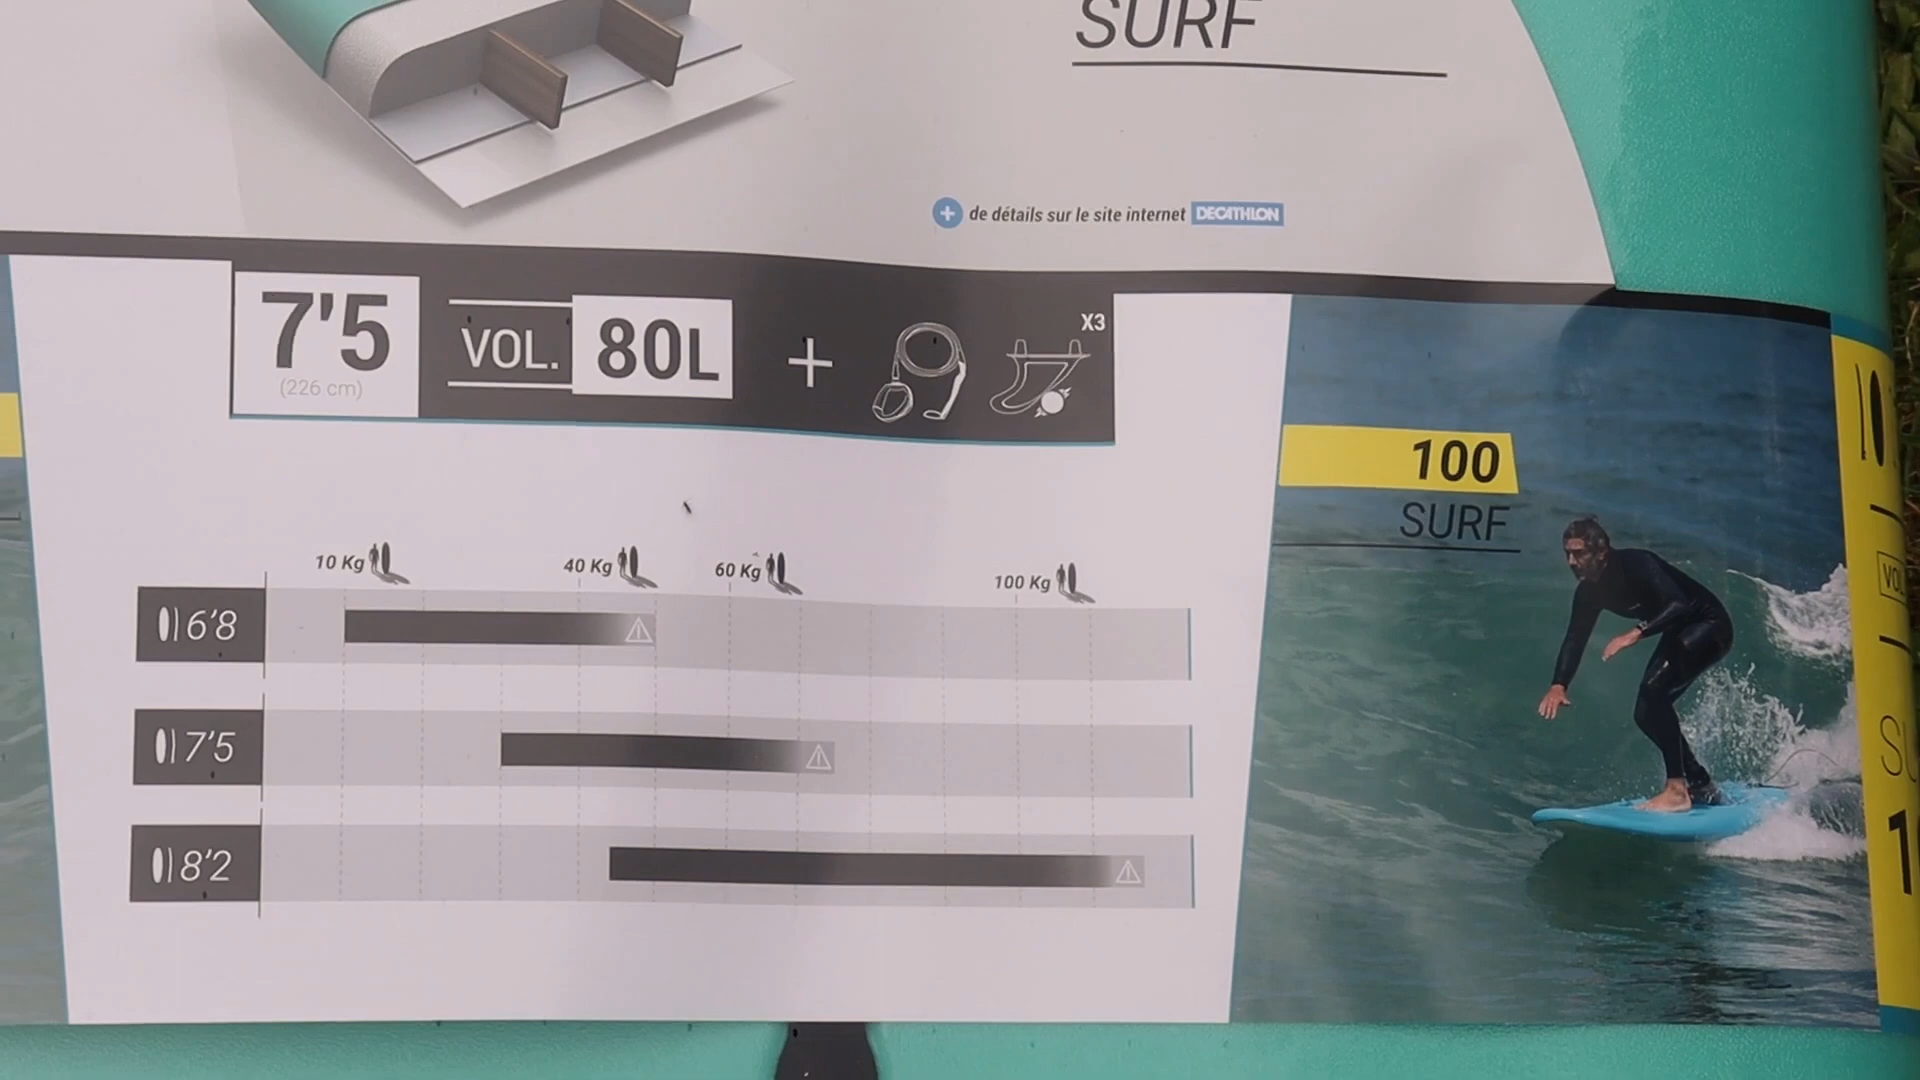 SURF
+ de détails sur le site internet DECATHLON
7'5
(226 cm)
VOL. 80L
+
X3
100
SURF
10 Kg
40 Kg
60 Kg
100 Kg
6'8
7'5
8'2